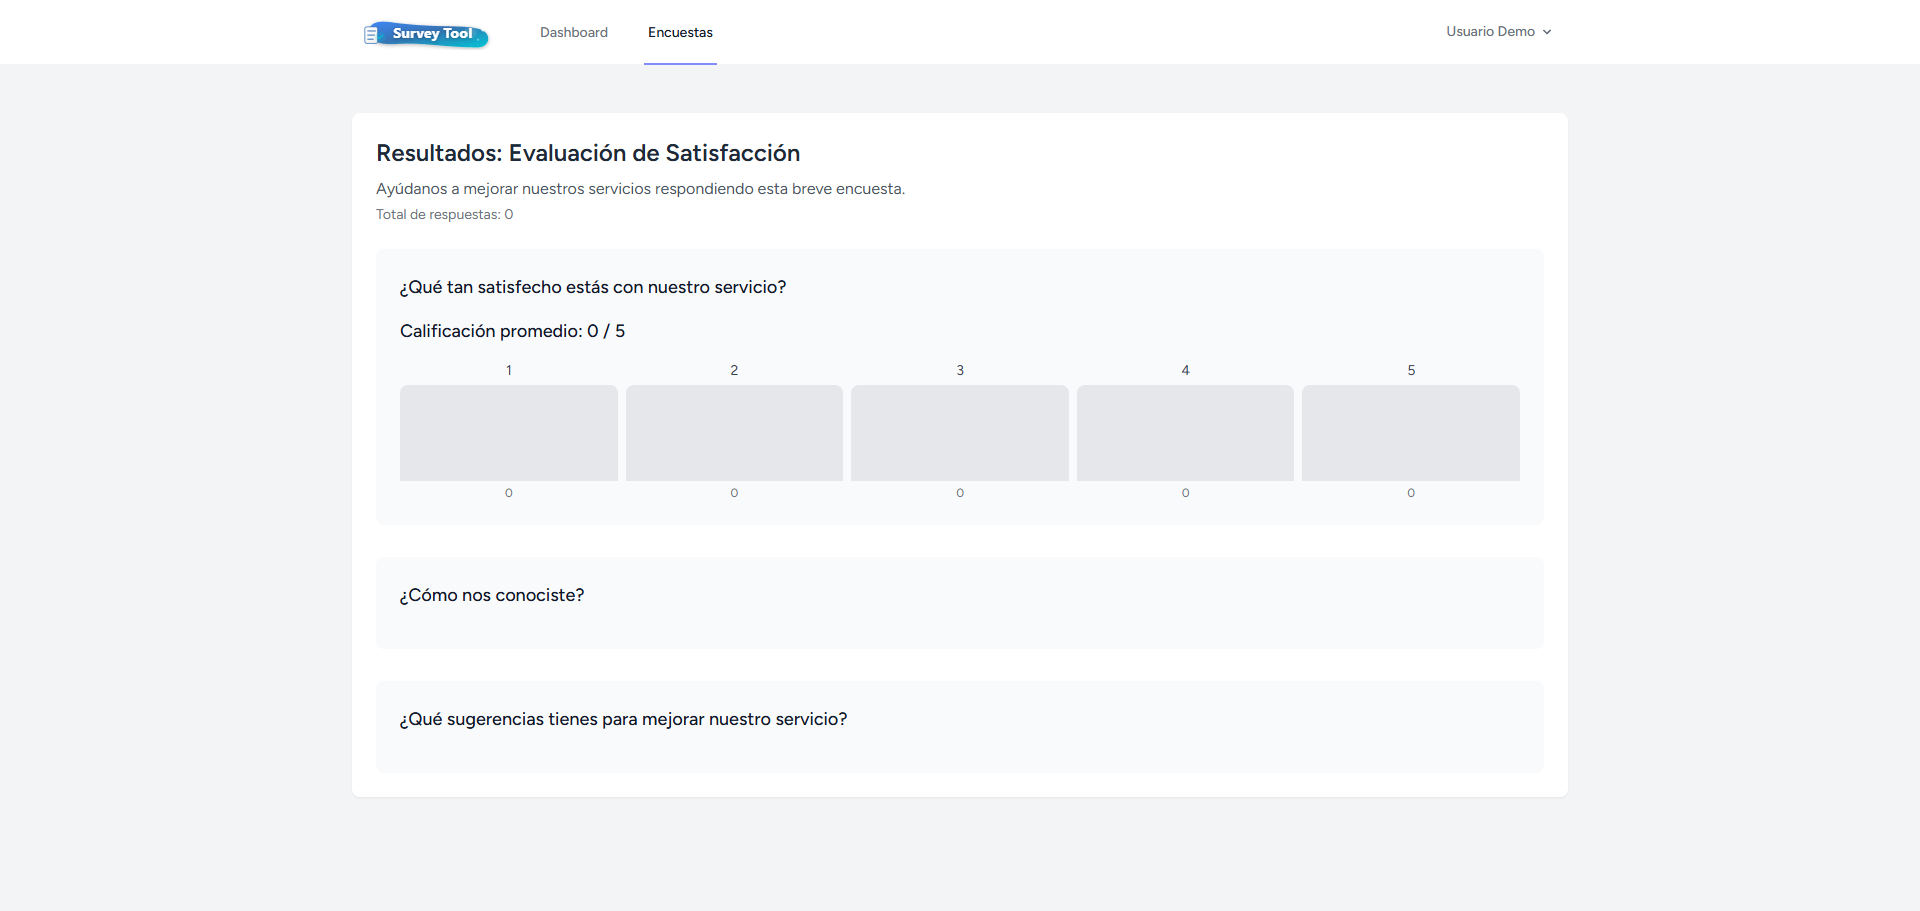 Survey Tool
Dashboard
Encuestas
Usuario Demo
Resultados: Evaluación de Satisfacción
Ayúdanos a mejorar nuestros servicios respondiendo esta breve encuesta.
Total de respuestas: 0
¿Qué tan satisfecho estás con nuestro servicio?
Calificación promedio: 0 / 5
1 2 3 4 5
0 0 0 0 0
¿Cómo nos conociste?
¿Qué sugerencias tienes para mejorar nuestro servicio?